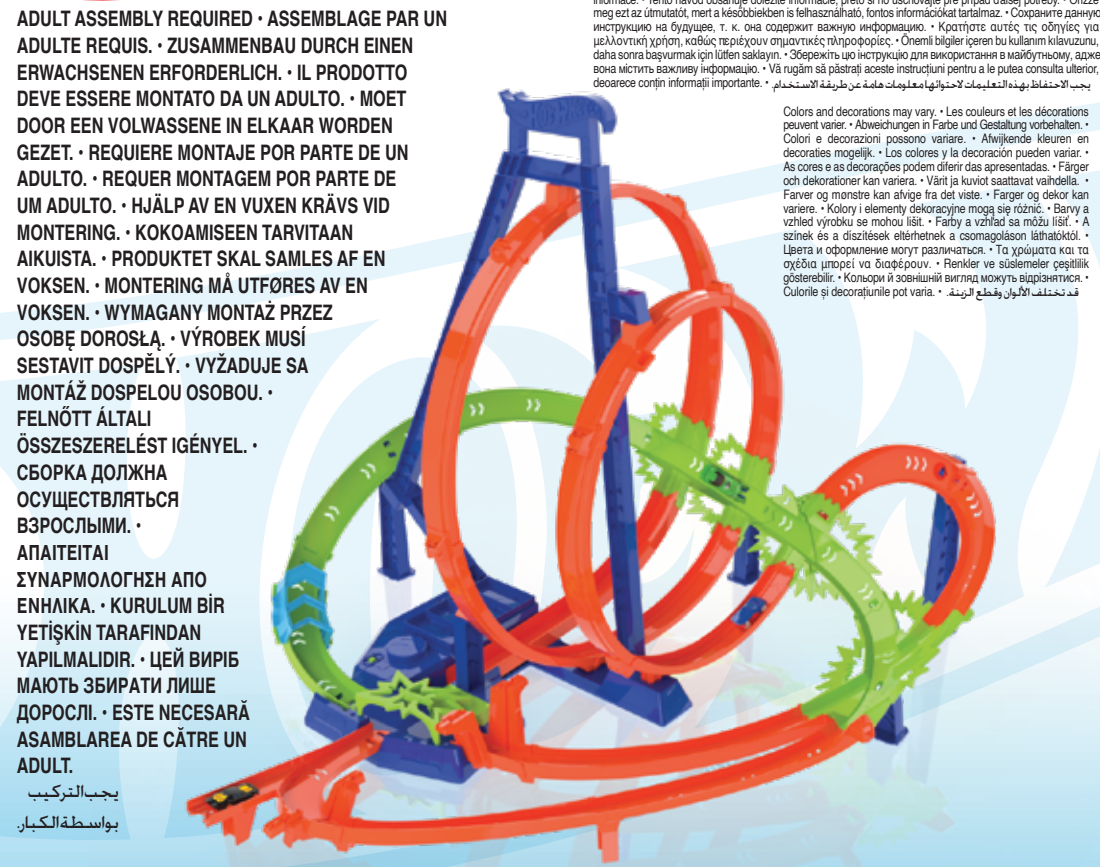 ADULT ASSEMBLY REQUIRED • ASSEMBLAGE PAR UN
ADULTE REQUIS. • ZUSAMMENBAU DURCH EINEN
ERWACHSENEN ERFORDERLICH. • IL PRODOTTO
DEVE ESSERE MONTATO DA UN ADULTO. • MOET
DOOR EEN VOLWASSENE IN ELKAAR WORDEN
GEZET. • REQUIERE MONTAJE POR PARTE DE UN
ADULTO. • REQUER MONTAGEM POR PARTE DE
UM ADULTO. • HJÄLP AV EN VUXEN KRÄVS VID
MONTERING. • KOKOAMISEEN TARVITAAN
AIKUISTA. • PRODUKTET SKAL SAMLES AF EN
VOKSEN. • MONTERING MÅ UTFØRES AV EN
VOKSEN. • WYMAGANY MONTAŻ PRZEZ
OSOBĘ DOROSŁĄ. • VÝROBEK MUSÍ
SESTAVIT DOSPĚLÝ. • VYŽADUJE SA
MONTÁŽ DOSPELOU OSOBOU. •
FELNŐTT ÁLTALI
ÖSSZESZERELÉST IGÉNYEL. •
СБОРКА ДОЛЖНА
ОСУЩЕСТВЛЯТЬСЯ
ВЗРОСЛЫМИ. •
ΑΠΑΙΤΕΙΤΑΙ
ΣΥΝΑΡΜΟΛΟΓΗΣΗ ΑΠΟ
ΕΝΗΛΙΚΑ. • KURULUM BİR
YETİŞKİN TARAFINDAN
YAPILMALIDIR. • ЦЕЙ ВИРІБ
МАЮТЬ ЗБИРАТИ ЛИШЕ
ДОРОСЛІ. • ESTE NECESARĂ
ASAMBLAREA DE CĂTRE UN
ADULT.
يجب التركيب
بواسطة الكبار.
informácie. • Tento návod obsahuje dôležité informácie, preto si ho uschovajte pre prípad ďalšej potreby. • Őrizze
meg ezt az útmutatót, mert a későbbiekben is felhasználható, fontos információkat tartalmaz. • Сохраните данную
инструкцию на будущее, т. к. она содержит важную информацию. • Κρατήστε αυτές τις οδηγίες για
μελλοντική χρήση, καθώς περιέχουν σημαντικές πληροφορίες. • Önemli bilgiler içeren bu kullanım kılavuzunu,
daha sonra başvurmak için lütfen saklayın. • Збережіть цю інструкцію для використання в майбутньому, адже
вона містить важливу інформацію. • Vă rugăm să păstrați aceste instrucțiuni pentru a le putea consulta ulterior,
deoarece conțin informații importante. • يجب الاحتفاظ بهذه التعليمات لاحتوائها معلومات هامة عن طريقة الاستخدام.
Colors and decorations may vary. • Les couleurs et les décorations
peuvent varier. • Abweichungen in Farbe und Gestaltung vorbehalten. •
Colori e decorazioni possono variare. • Afwijkende kleuren en
decoraties mogelijk. • Los colores y la decoración pueden variar. •
As cores e as decorações podem diferir das apresentadas. • Färger
och dekorationer kan variera. • Värit ja kuviot saattavat vaihdella. •
Farver og mønstre kan afvige fra det viste. • Farger og dekor kan
variere. • Kolory i elementy dekoracyjne mogą się różnić. • Barvy a
vzhled výrobku se mohou lišit. • Farby a vzhľad sa môžu líšiť. • A
színek és a díszítések eltérhetnek a csomagoláson láthatóktól. •
Цвета и оформление могут различаться. • Τα χρώματα και τα
σχέδια μπορεί να διαφέρουν. • Renkler ve süslemeler çeşitlilik
gösterebilir. • Кольори й зовнішній вигляд можуть відрізнятися. •
Culorile și decorațiunile pot varia. • قد تختلف الألوان وقطع الزينة.